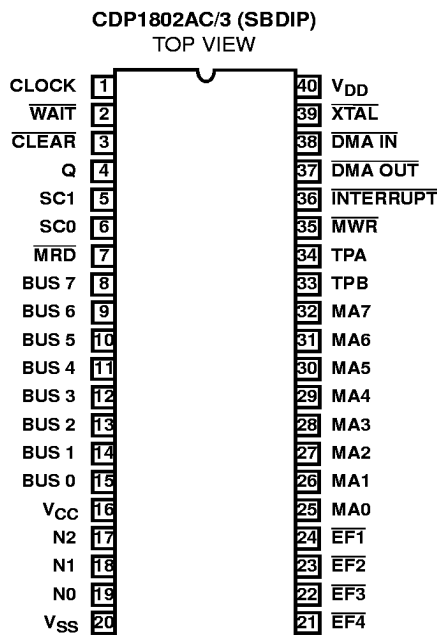 CDP1802AC/3 (SBDIP)
TOP VIEW
CLOCK 1 40 VDD
WAIT 2 39 XTAL
CLEAR 3 38 DMA IN
Q 4 37 DMA OUT
SC1 5 36 INTERRUPT
SC0 6 35 MWR
MRD 7 34 TPA
BUS 7 8 33 TPB
BUS 6 9 32 MA7
BUS 5 10 31 MA6
BUS 4 11 30 MA5
BUS 3 12 29 MA4
BUS 2 13 28 MA3
BUS 1 14 27 MA2
BUS 0 15 26 MA1
VCC 16 25 MA0
N2 17 24 EF1
N1 18 23 EF2
N0 19 22 EF3
VSS 20 21 EF4